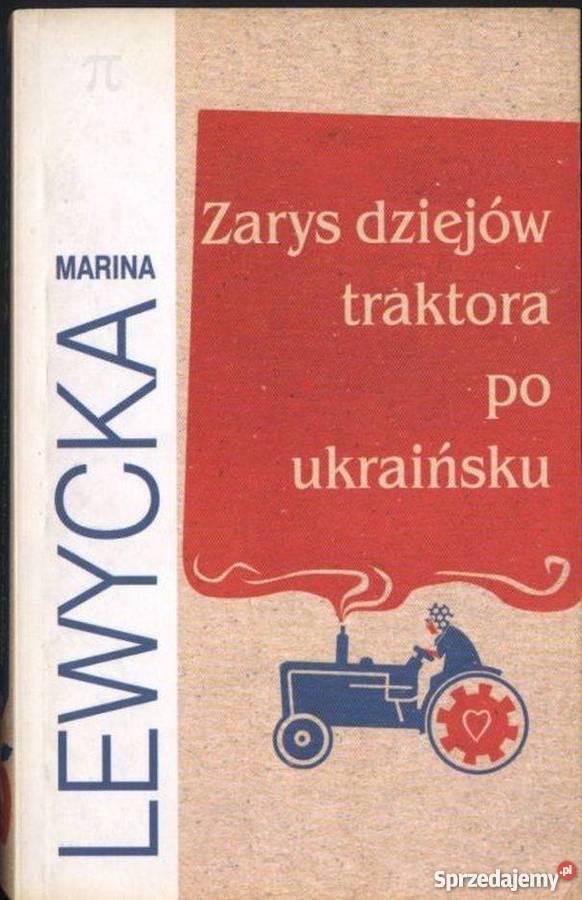 π
MARINA
LEWYCKA
Zarys dziejów
traktora
po
ukraińsku
Sprzedajemy.pl